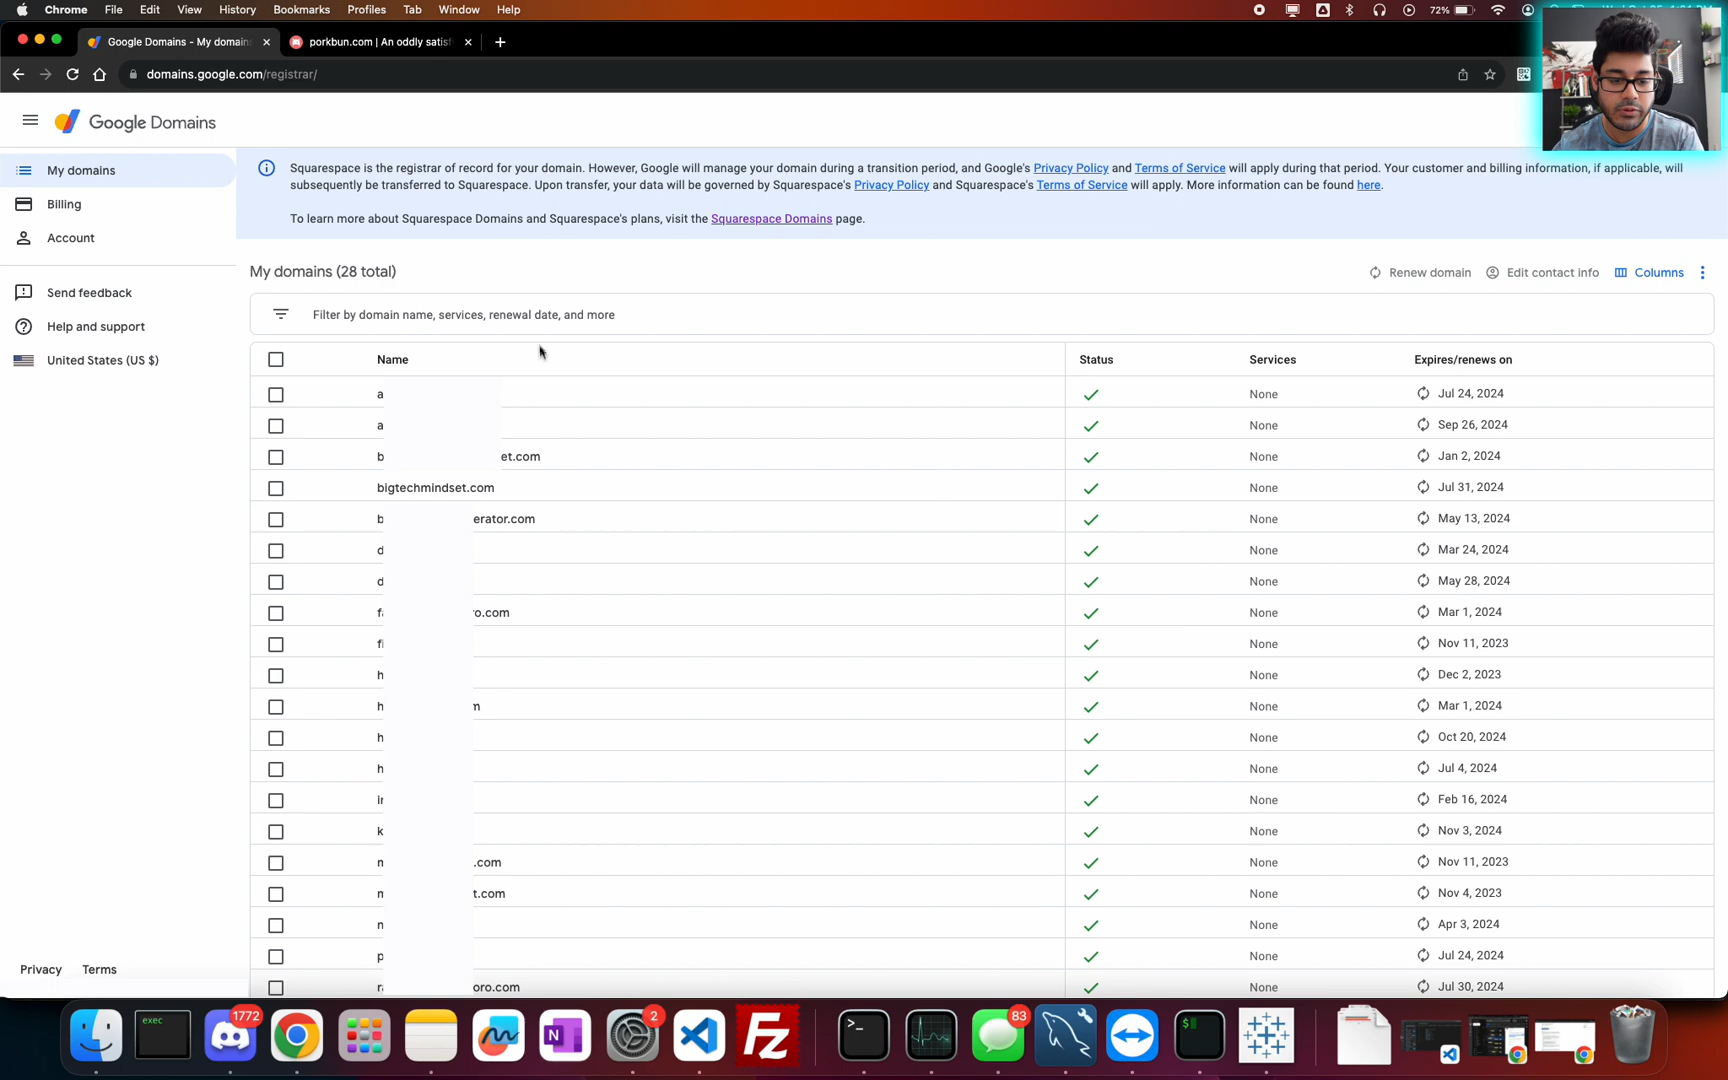 Chrome File Edit View History Bookmarks Profiles Tab Window Help 72%
Google Domains - My domain porkbun.com | An oddly satisf
domains.google.com/registrar/
Google Domains
My domains
Billing
Account
Send feedback
Help and support
United States (US $)
Squarespace is the registrar of record for your domain. However, Google will manage your domain during a transition period, and Google's Privacy Policy and Terms of Service will apply during that period. Your customer and billing information, if applicable, will
subsequently be transferred to Squarespace. Upon transfer, your data will be governed by Squarespace's Privacy Policy and Squarespace's Terms of Service will apply. More information can be found here.
To learn more about Squarespace Domains and Squarespace's plans, visit the Squarespace Domains page.
My domains (28 total) Renew domain Edit contact info Columns
Filter by domain name, services, renewal date, and more
Name Status Services Expires/renews on
a None Jul 24, 2024
a None Sep 26, 2024
b et.com None Jan 2, 2024
bigtechmindset.com None Jul 31, 2024
b erator.com None May 13, 2024
d None Mar 24, 2024
d None May 28, 2024
fa o.com None Mar 1, 2024
fi None Nov 11, 2023
h None Dec 2, 2023
h None Mar 1, 2024
h None Oct 20, 2024
h None Jul 4, 2024
None Feb 16, 2024
k None Nov 3, 2024
.com None Nov 11, 2023
t.com None Nov 4, 2023
None Apr 3, 2024
p None Jul 24, 2024
ra oro.com None Jul 30, 2024
Privacy Terms
exec 1772 2 83